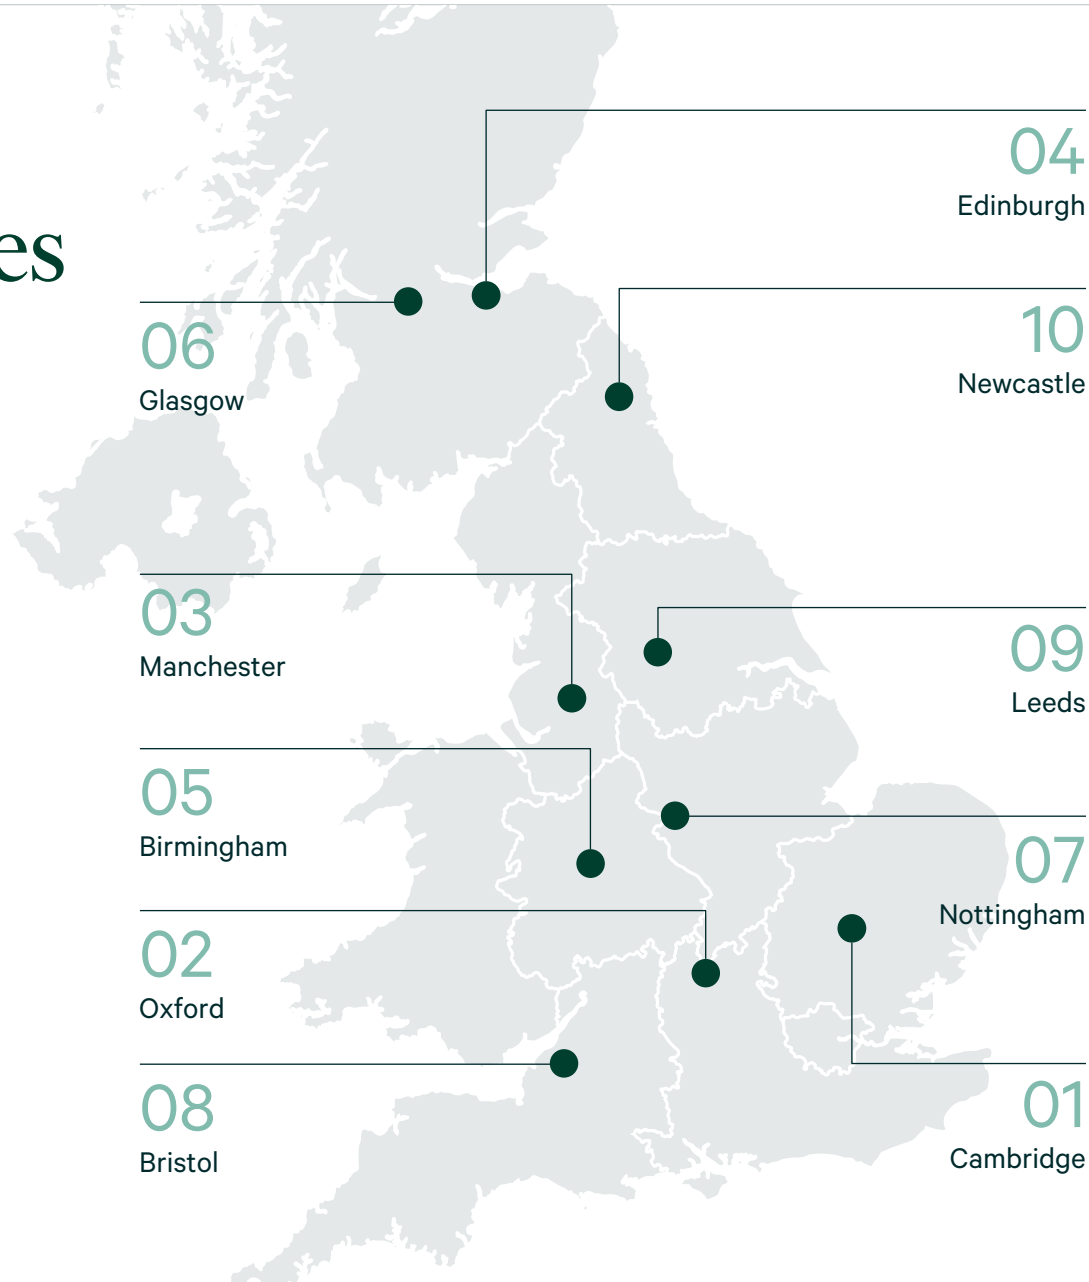 04
Edinburgh
es
06
Glasgow
10
Newcastle
03
Manchester
09
Leeds
05
Birmingham
07
Nottingham
02
Oxford
08
Bristol
01
Cambridge